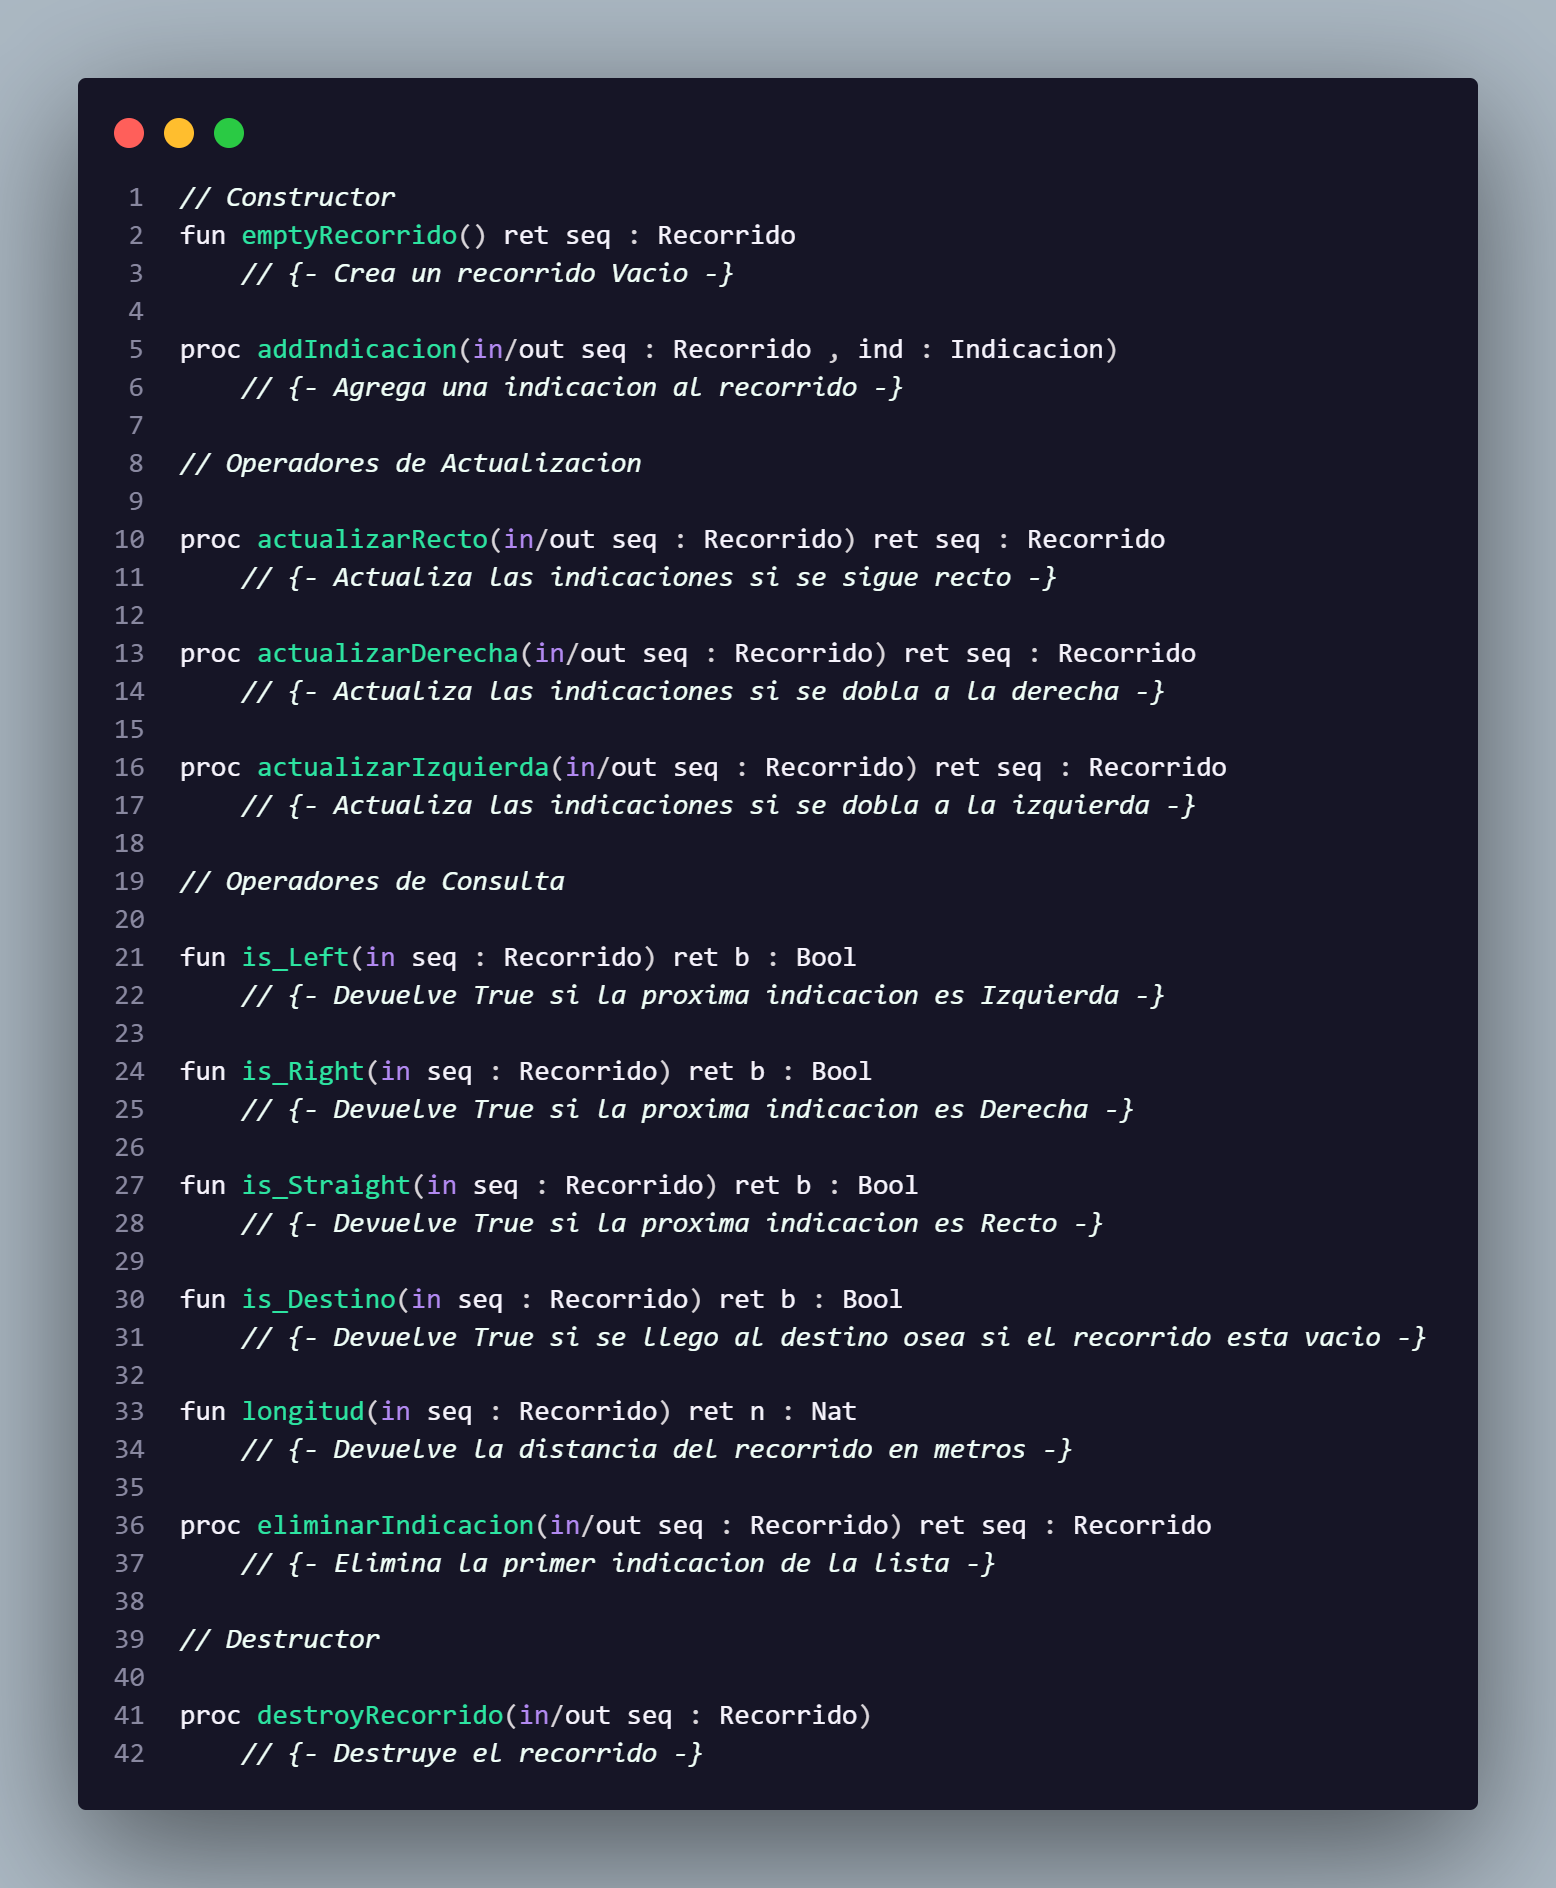 1 // Constructor
2 fun emptyRecorrido() ret seq : Recorrido
3 // {- Crea un recorrido Vacio -}
4
5 proc addIndicacion(in/out seq : Recorrido , ind : Indicacion)
6 // {- Agrega una indicacion al recorrido -}
7
8 // Operadores de Actualizacion
9
10 proc actualizarRecto(in/out seq : Recorrido) ret seq : Recorrido
11 // {- Actualiza las indicaciones si se sigue recto -}
12
13 proc actualizarDerecha(in/out seq : Recorrido) ret seq : Recorrido
14 // {- Actualiza las indicaciones si se dobla a la derecha -}
15
16 proc actualizarIzquierda(in/out seq : Recorrido) ret seq : Recorrido
17 // {- Actualiza las indicaciones si se dobla a la izquierda -}
18
19 // Operadores de Consulta
20
21 fun is_Left(in seq : Recorrido) ret b : Bool
22 // {- Devuelve True si la proxima indicacion es Izquierda -}
23
24 fun is_Right(in seq : Recorrido) ret b : Bool
25 // {- Devuelve True si la proxima indicacion es Derecha -}
26
27 fun is_Straight(in seq : Recorrido) ret b : Bool
28 // {- Devuelve True si la proxima indicacion es Recto -}
29
30 fun is_Destino(in seq : Recorrido) ret b : Bool
31 // {- Devuelve True si se llego al destino osea si el recorrido esta vacio -}
32
33 fun longitud(in seq : Recorrido) ret n : Nat
34 // {- Devuelve la distancia del recorrido en metros -}
35
36 proc eliminarIndicacion(in/out seq : Recorrido) ret seq : Recorrido
37 // {- Elimina la primer indicacion de la lista -}
38
39 // Destructor
40
41 proc destroyRecorrido(in/out seq : Recorrido)
42 // {- Destruye el recorrido -}